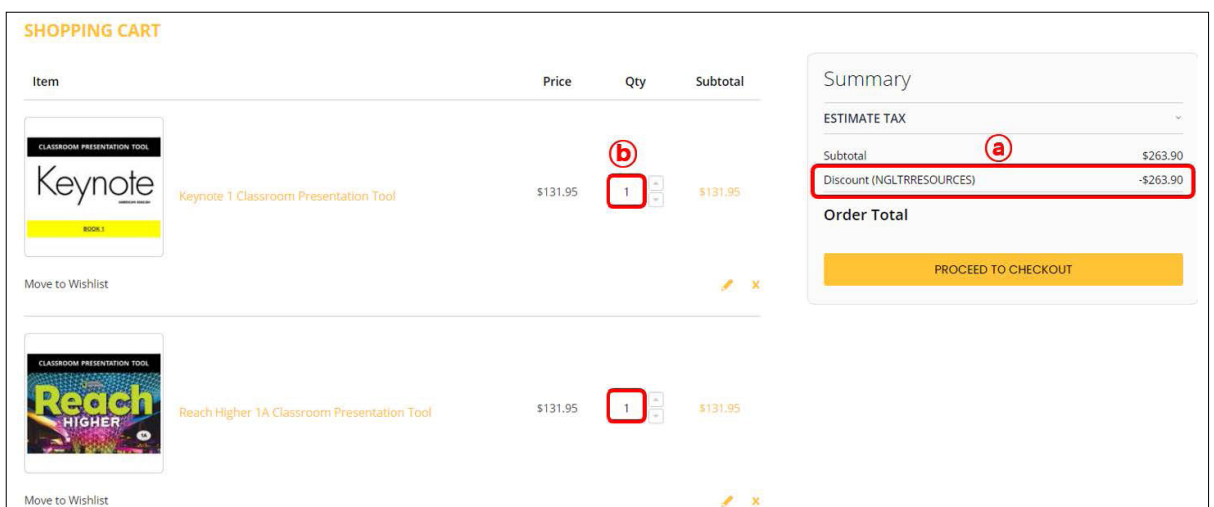 SHOPPING CART
Item Price Qty Subtotal
CLASSROOM PRESENTATION TOOL
Keynote
AMERICAN ENGLISH
BOOK 1
Keynote 1 Classroom Presentation Tool
$131.95
ⓑ
1
$131.95
Move to Wishlist
CLASSROOM PRESENTATION TOOL
Reach
HIGHER
1A
Reach Higher 1A Classroom Presentation Tool
$131.95
1
$131.95
Move to Wishlist
Summary
ESTIMATE TAX
ⓐ
Subtotal $263.90
Discount (NGLTRRESOURCES) -$263.90
Order Total
PROCEED TO CHECKOUT